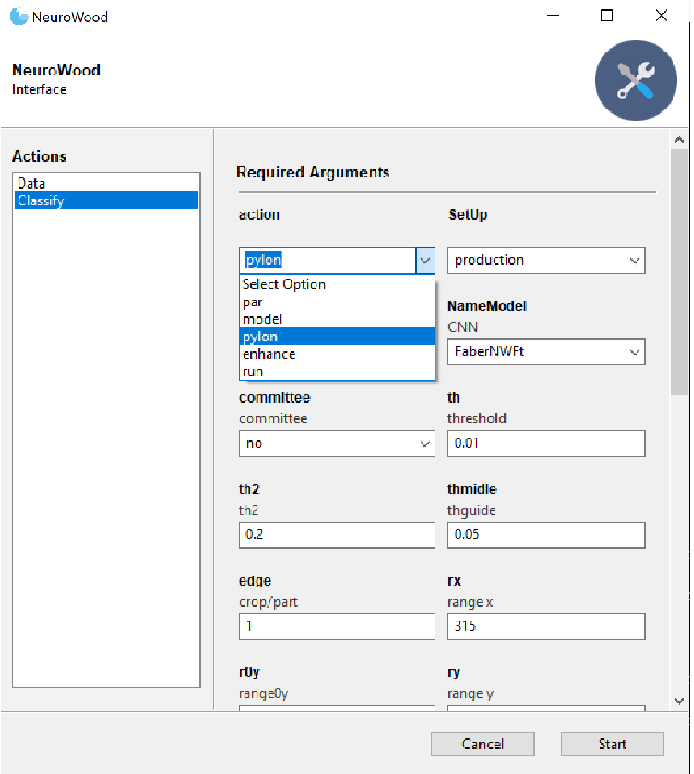 NeuroWood
NeuroWood
Interface
Actions
Data
Classify
Required Arguments
action
SetUp
pylon
production
Select Option
par
model
pylon
enhance
run
NameModel
CNN
FaberNWFt
committee
committee
no
th
threshold
0.01
th2
th2
0.2
thmidle
thguide
0.05
edge
crop/part
1
rx
range x
315
r0y
range0y
ry
range y
Cancel
Start